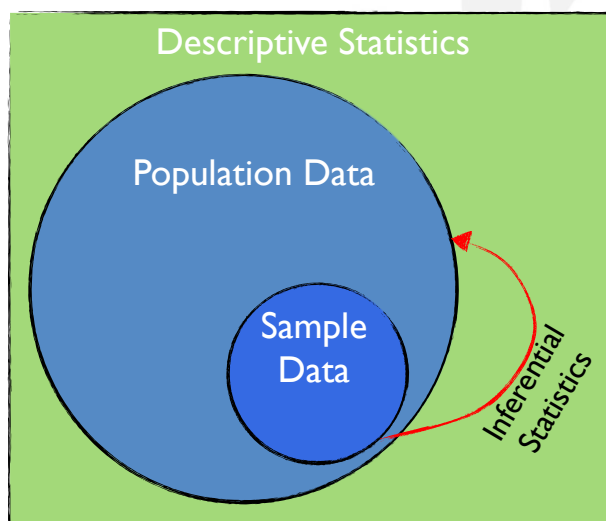 Descriptive Statistics
Population Data
Sample
Data
Inferential
Statistics